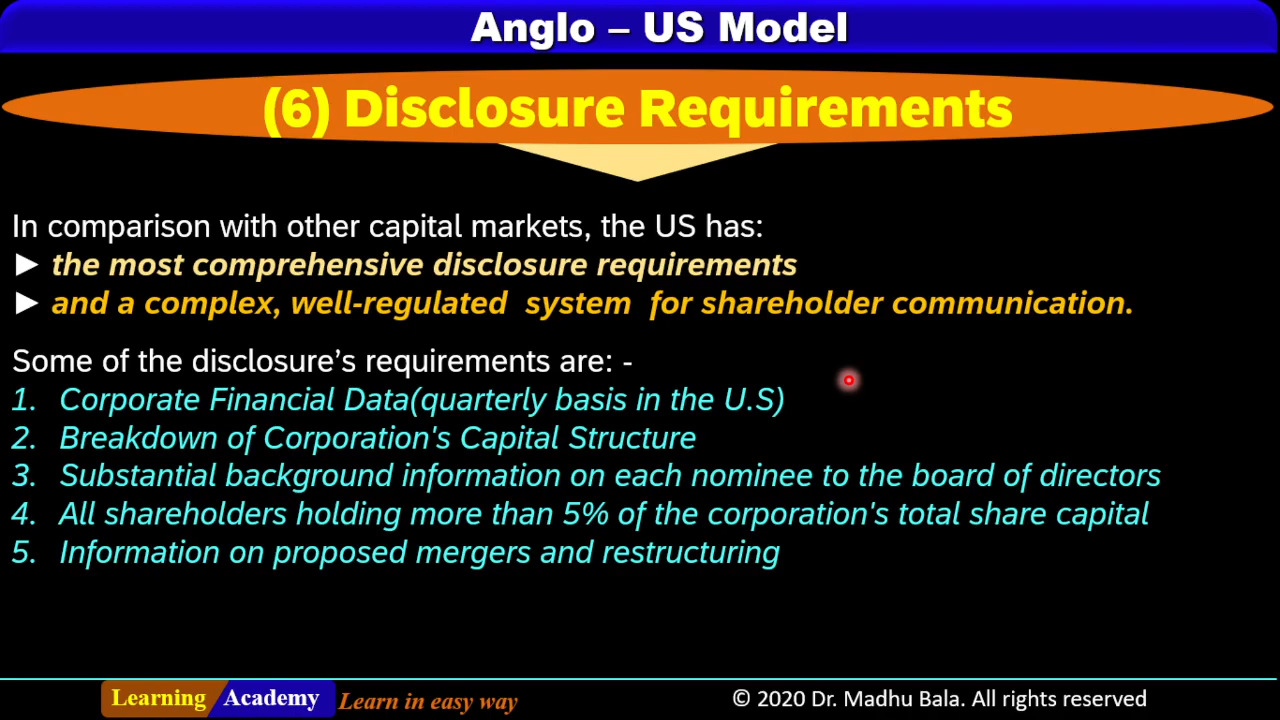 Anglo – US Model
(6) Disclosure Requirements
In comparison with other capital markets, the US has:
► the most comprehensive disclosure requirements
► and a complex, well-regulated system for shareholder communication.
Some of the disclosure’s requirements are: -
1. Corporate Financial Data(quarterly basis in the U.S)
2. Breakdown of Corporation's Capital Structure
3. Substantial background information on each nominee to the board of directors
4. All shareholders holding more than 5% of the corporation's total share capital
5. Information on proposed mergers and restructuring
Learning Academy Learn in easy way © 2020 Dr. Madhu Bala. All rights reserved